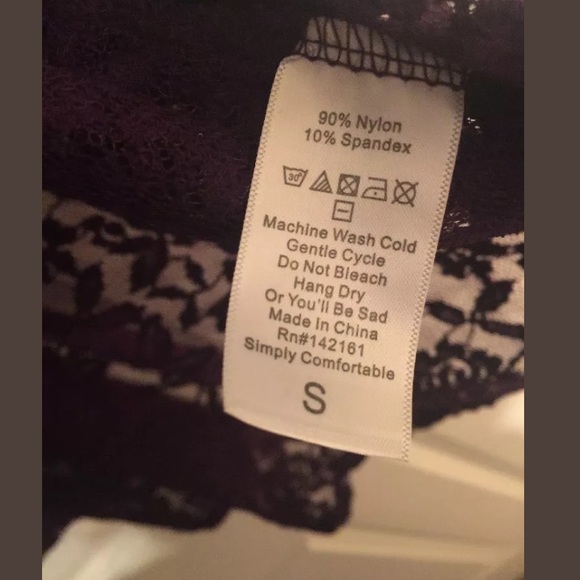 90% Nylon
10% Spandex
30°
Machine Wash Cold
Gentle Cycle
Do Not Bleach
Hang Dry
Or You'll Be Sad
Made In China
Rn#142161
Simply Comfortable
S